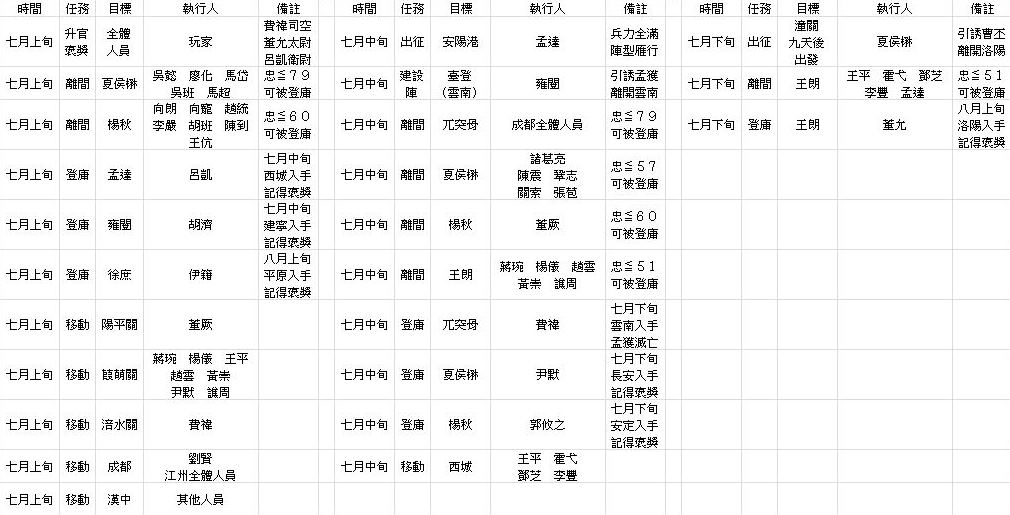 時間 任務 目標 執行人 備註
七月上旬 升官 褒獎 全體 人員 玩家 費禕司空 董允太尉 呂凱衛尉
七月上旬 離間 夏侯楙 吳懿 廖化 馬岱 吳班 馬超 忠≦79 可被登庸
七月上旬 離間 楊秋 向朗 向寵 趙統 李嚴 胡班 陳到 王伉 忠≦60 可被登庸
七月上旬 登庸 孟達 呂凱 七月中旬 西城入手 記得褒獎
七月上旬 登庸 雍闓 胡濟 七月中旬 建寧入手 記得褒獎
七月上旬 登庸 徐庶 伊籍 八月上旬 平原入手 記得褒獎
七月上旬 移動 陽平關 董厥
七月上旬 移動 葭萌關 蔣琬 楊儀 王平 趙雲 黃崇 尹默 譙周
七月上旬 移動 涪水關 費禕
七月上旬 移動 成都 劉賢 江州全體人員
七月上旬 移動 漢中 其他人員
時間 任務 目標 執行人 備註
七月中旬 出征 安陽港 孟達 兵力全滿 陣型雁行
七月中旬 建設 陣 臺登 (雲南) 雍闓 引誘孟獲 離開雲南
七月中旬 離間 兀突骨 成都全體人員 忠≦79 可被登庸
七月中旬 離間 夏侯楙 諸葛亮 陳震 鞏志 關索 張苞 忠≦57 可被登庸
七月中旬 離間 楊秋 董厥 忠≦60 可被登庸
七月中旬 離間 王朗 蔣琬 楊儀 趙雲 黃崇 譙周 忠≦51 可被登庸
七月中旬 登庸 兀突骨 費禕 七月下旬 雲南入手 孟獲滅亡
七月中旬 登庸 夏侯楙 尹默 七月下旬 長安入手 記得褒獎
七月中旬 登庸 楊秋 郭攸之 七月下旬 安定入手 記得褒獎
七月中旬 移動 西城 王平 霍弋 鄧芝 李豐
時間 任務 目標 執行人 備註
七月下旬 出征 潼關 九天後 出發 夏侯楙 引誘曹丕 離開洛陽
七月下旬 離間 王朗 王平 霍弋 鄧芝 李豐 孟達 忠≦51 可被登庸
七月下旬 登庸 王朗 董允 八月上旬 洛陽入手 記得褒獎